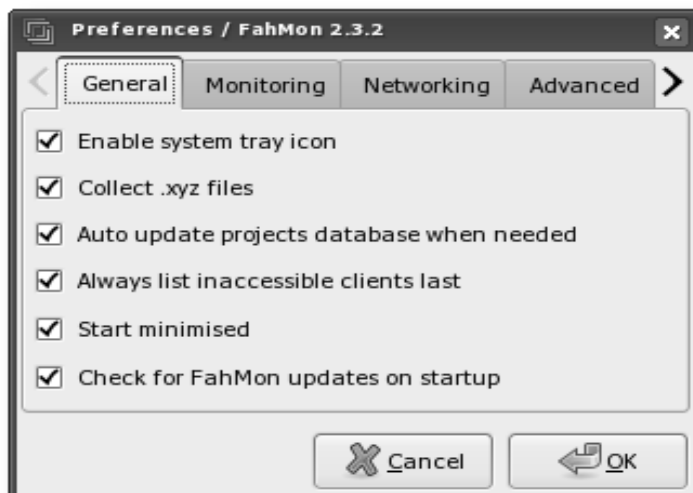 Preferences / FahMon 2.3.2
General Monitoring Networking Advanced
Enable system tray icon
Collect .xyz files
Auto update projects database when needed
Always list inaccessible clients last
Start minimised
Check for FahMon updates on startup
Cancel OK